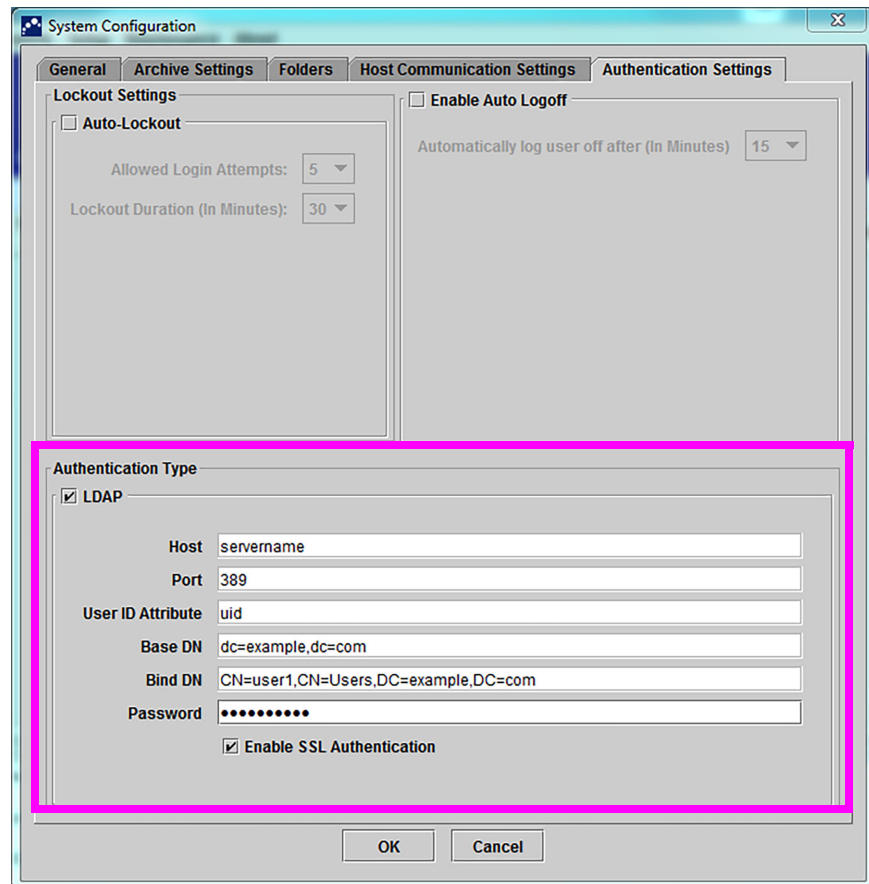 System Configuration
General Archive Settings Folders Host Communication Settings Authentication Settings
Lockout Settings
Auto-Lockout
Allowed Login Attempts: 5
Lockout Duration (In Minutes): 30
Enable Auto Logoff
Automatically log user off after (In Minutes) 15
Authentication Type
LDAP
Host servername
Port 389
User ID Attribute uid
Base DN dc=example,dc=com
Bind DN CN=user1,CN=Users,DC=example,DC=com
Password ●●●●●●●●●●
Enable SSL Authentication
OK Cancel